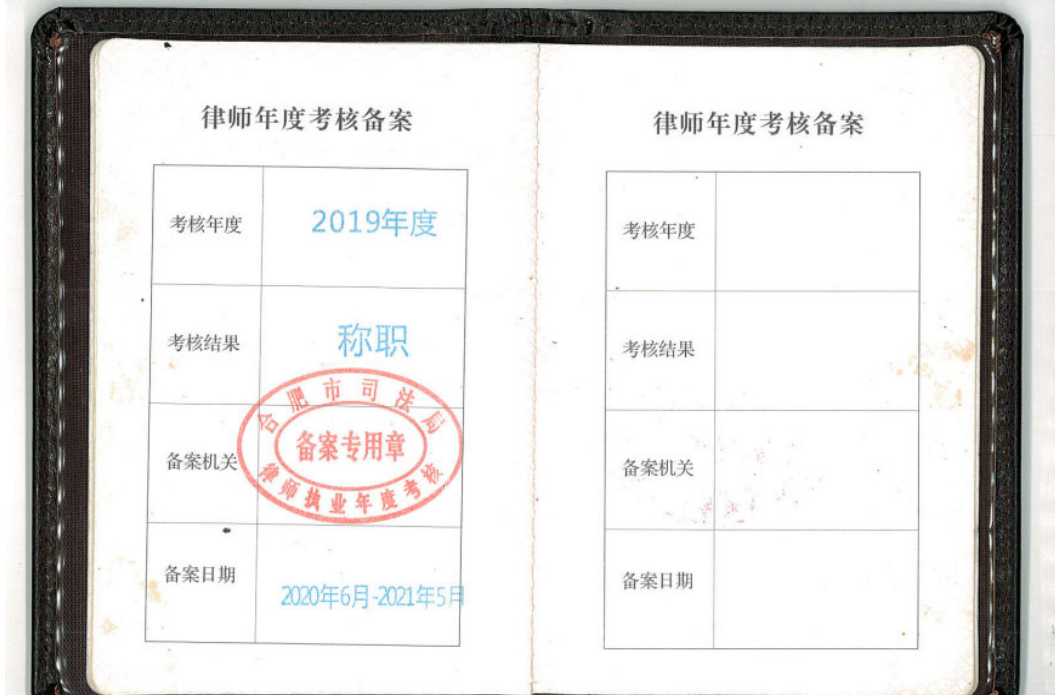 律师年度考核备案
考核年度
2019年度
考核结果
称职
备案机关
合肥市司法局
备案专用章
律师执业年度考核
备案日期
2020年6月-2021年5月
律师年度考核备案
考核年度
考核结果
备案机关
备案日期